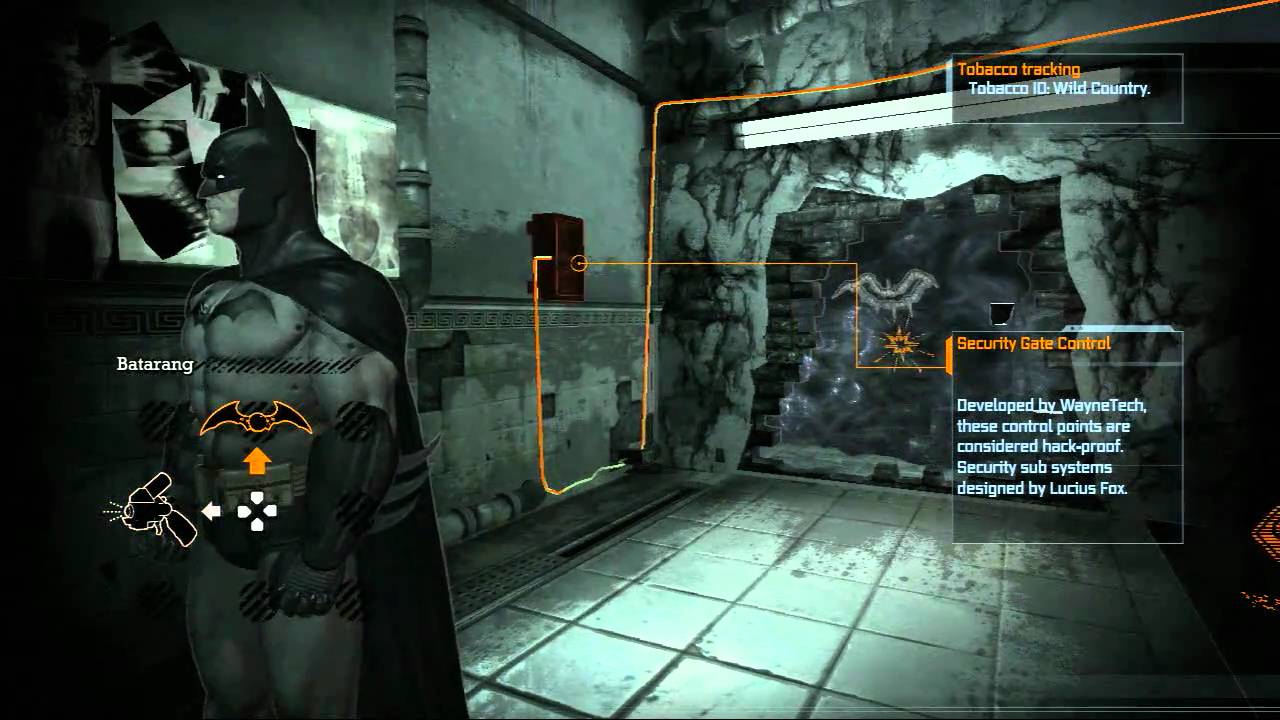 Tobacco tracking
Tobacco ID: Wild Country.
Batarang
Security Gate Control
Developed by WayneTech,
these control points are
considered hack-proof.
Security sub systems
designed by Lucius Fox.